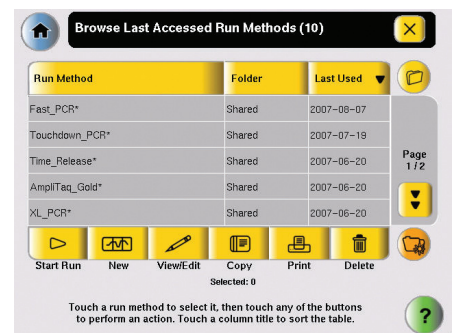 Browse Last Accessed Run Methods (10)
Run Method Folder Last Used
Fast_PCR* Shared 2007-08-07
Touchdown_PCR* Shared 2007-07-19
Time_Release* Shared 2007-06-20
AmpliTaq_Gold* Shared 2007-06-20
XL_PCR* Shared 2007-06-20
Page
1/2
Start Run New View/Edit Copy Print Delete
Selected: 0
Touch a run method to select it, then touch any of the buttons
to perform an action. Touch a column title to sort the table.
?